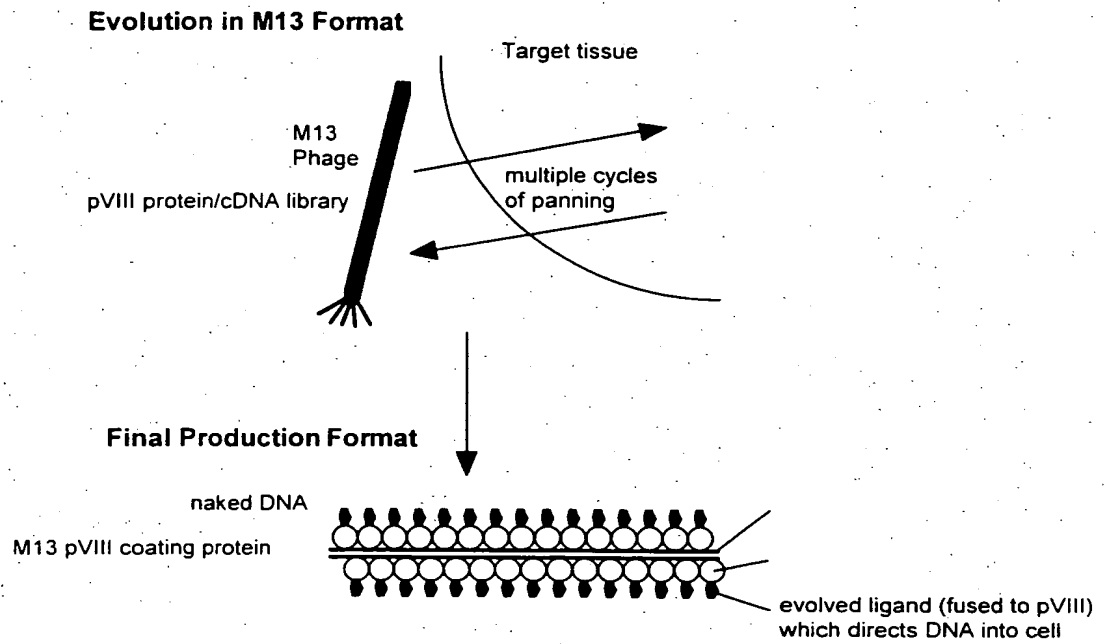 Evolution in M13 Format
Target tissue
M13
Phage
pVIII protein/cDNA library
multiple cycles
of panning
Final Production Format
naked DNA
M13 pVIII coating protein
evolved ligand (fused to pVIII)
which directs DNA into cell